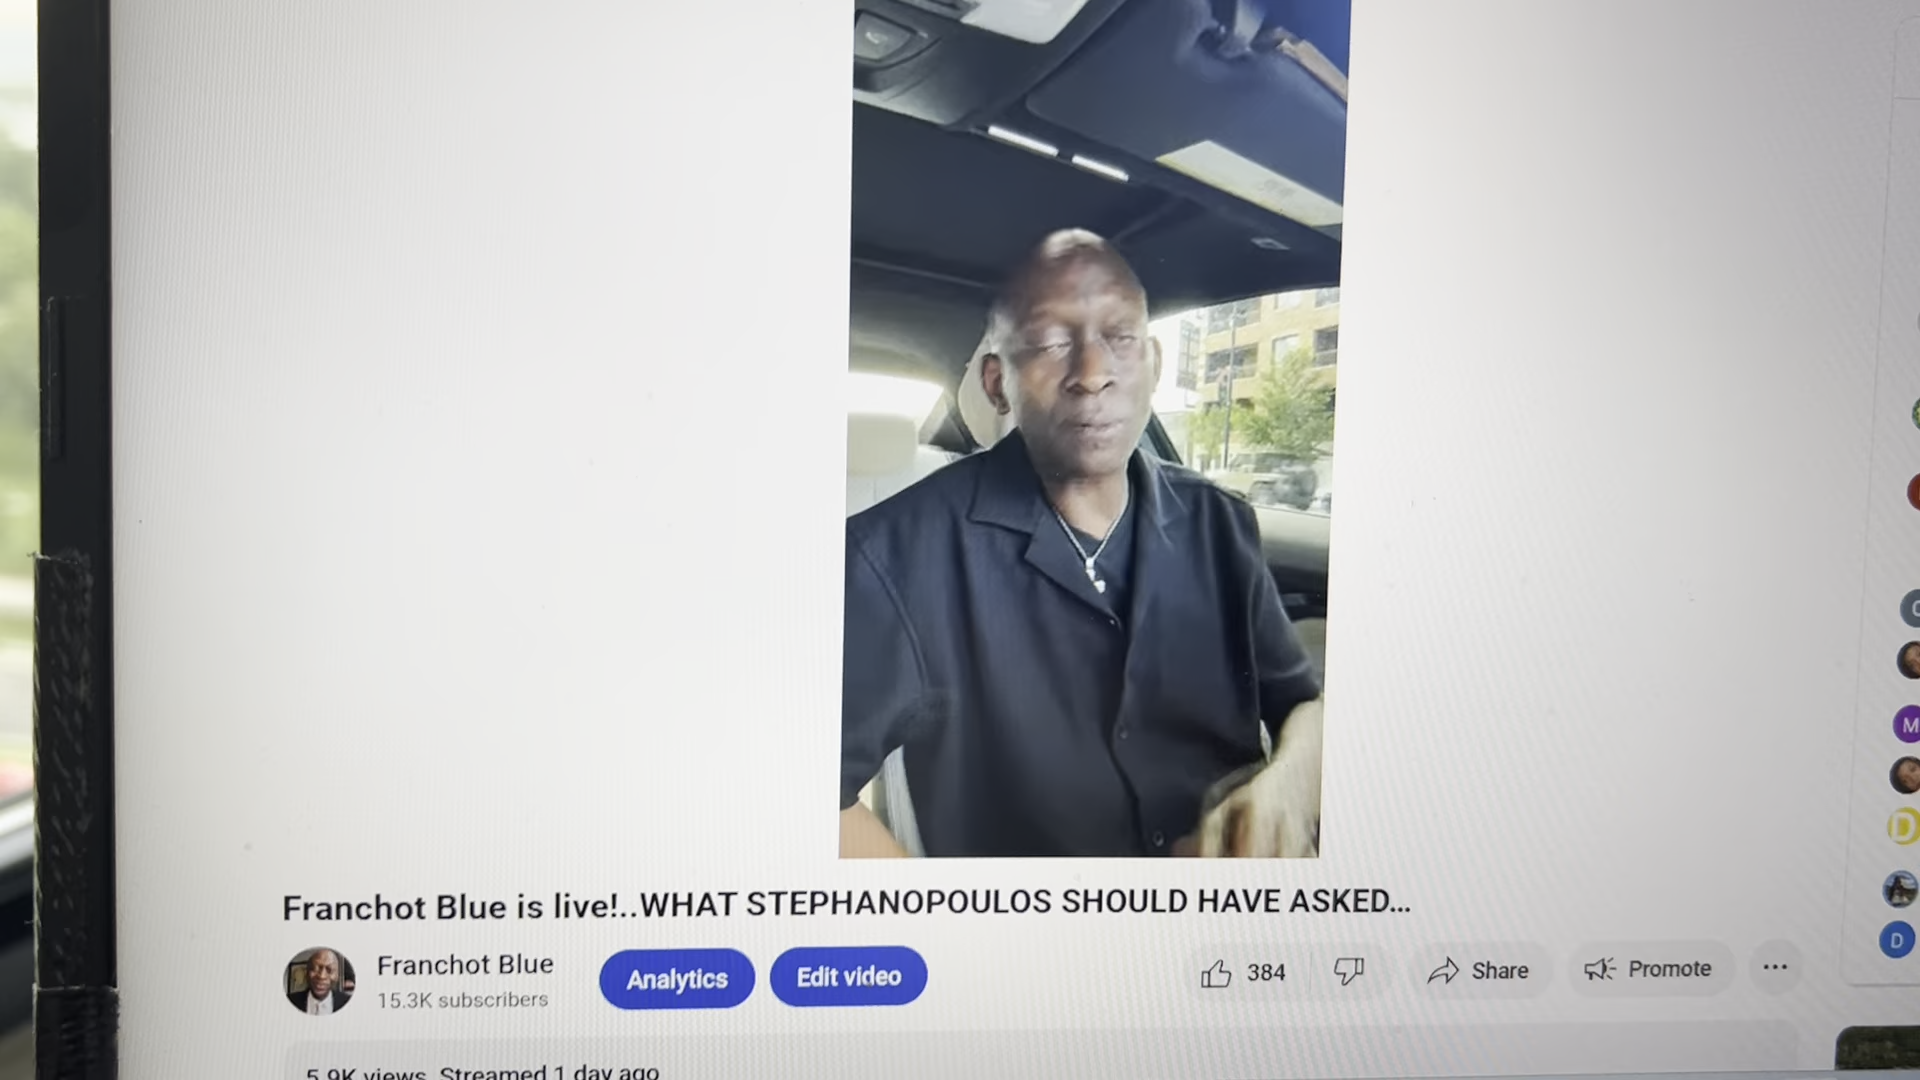 Franchot Blue is live!..WHAT STEPHANOPOULOS SHOULD HAVE ASKED...
Franchot Blue
15.3K subscribers
Analytics
Edit video
384
Share
Promote
...
5.9K views Streamed 1 day ago
M
D
D